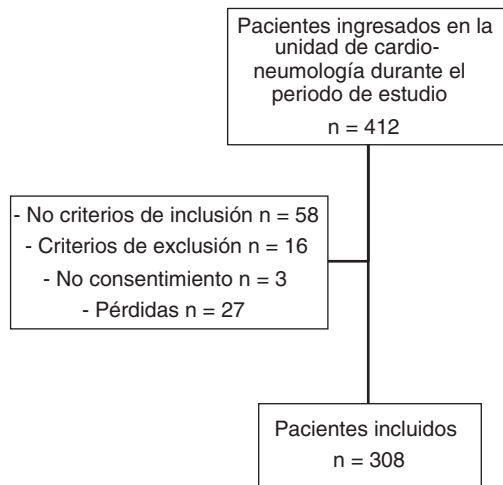 Pacientes ingresados en la
unidad de cardio-
neumología durante el
periodo de estudio
n = 412
- No criterios de inclusión n = 58
- Criterios de exclusión n = 16
- No consentimiento n = 3
- Pérdidas n = 27
Pacientes incluidos
n = 308